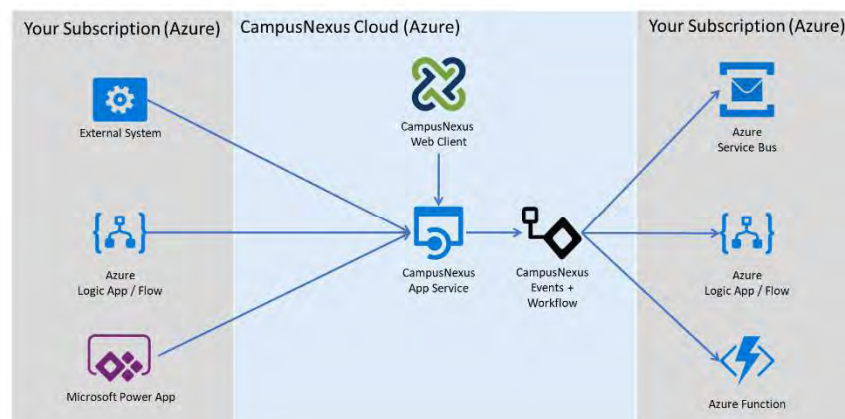 Your Subscription (Azure)
CampusNexus Cloud (Azure)
Your Subscription (Azure)
External System
CampusNexus
Web Client
Azure
Service Bus
Azure
Logic App / Flow
CampusNexus
App Service
CampusNexus
Events +
Workflow
Azure
Logic App / Flow
Microsoft Power App
Azure Function